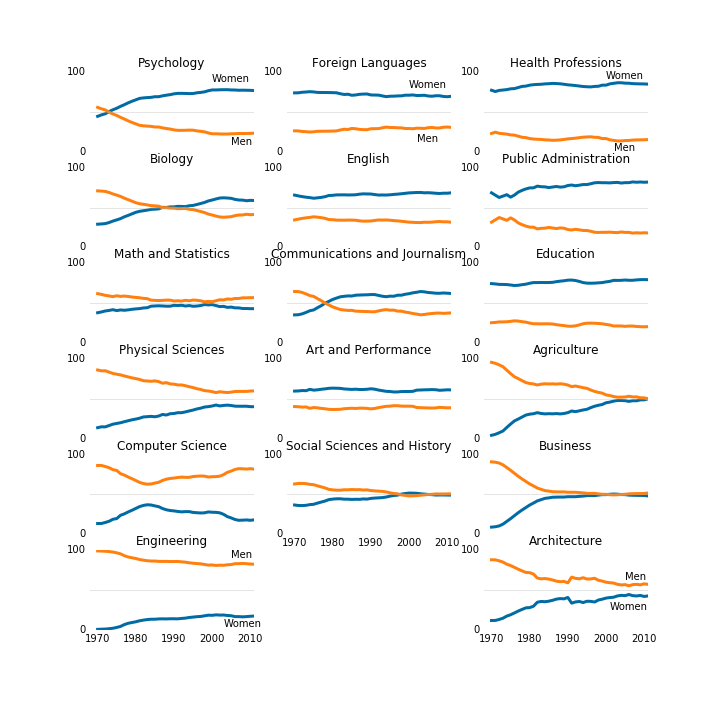 Psychology
100
Women
Men
0
Foreign Languages
100
Women
Men
0
Health Professions
100
Women
Men
0
Biology
100
0
English
100
0
Public Administration
100
0
Math and Statistics
100
0
Communications and Journalism
100
0
Education
100
0
Physical Sciences
100
0
Art and Performance
100
0
Agriculture
100
0
Computer Science
100
0
Social Sciences and History
100
0
1970 1980 1990 2000 2010
Business
100
0
Engineering
100
Men
Women
0
1970 1980 1990 2000 2010
Architecture
100
Men
Women
0
1970 1980 1990 2000 2010